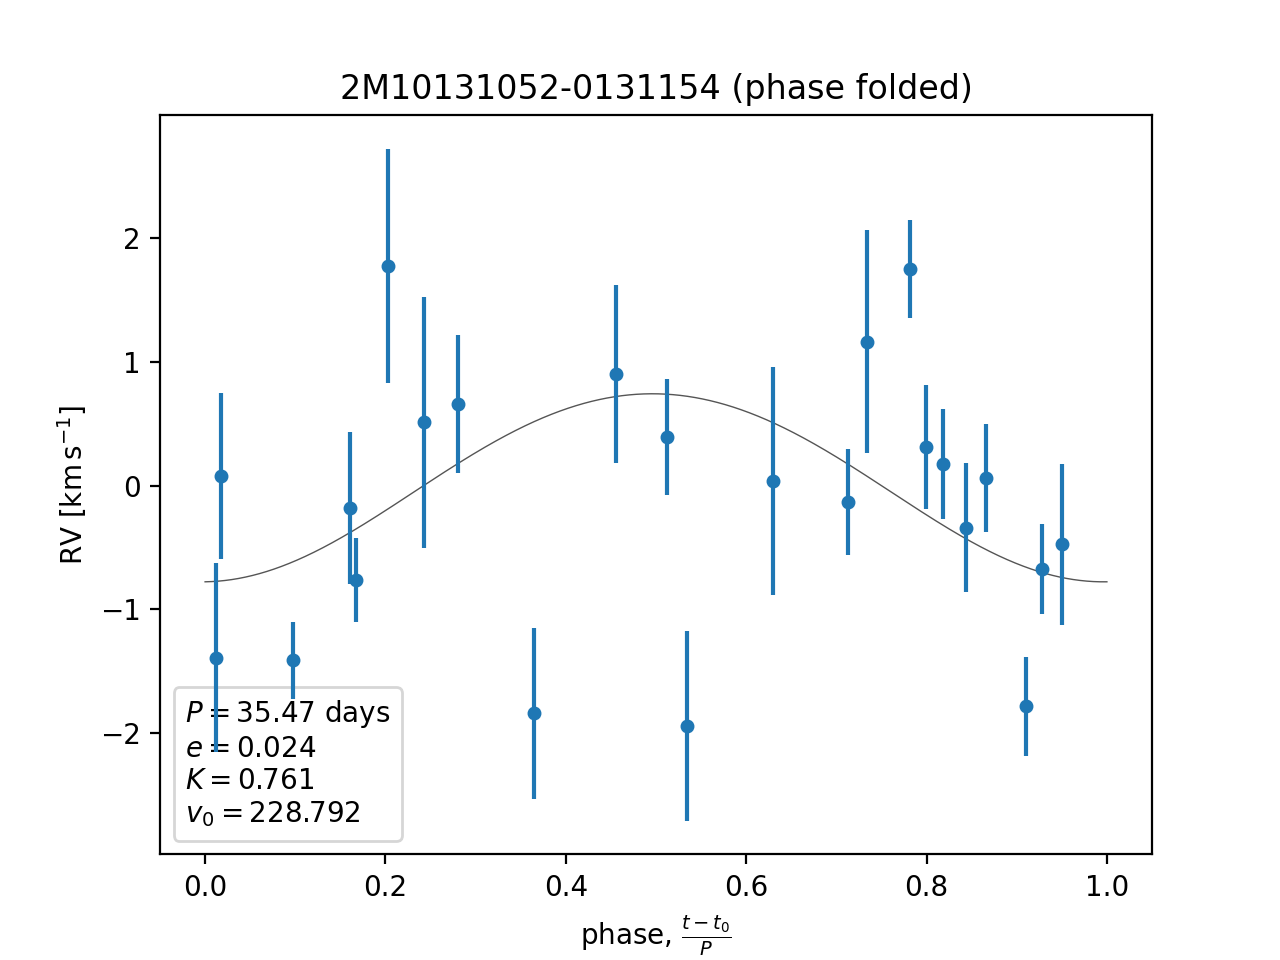 2M10131052-0131154 (phase folded)
RV [km s⁻¹]
2
1
0
−1
−2
P = 35.47 days
e = 0.024
K = 0.761
v₀ = 228.792
0.0 0.2 0.4 0.6 0.8 1.0
phase, (t − t₀)/P